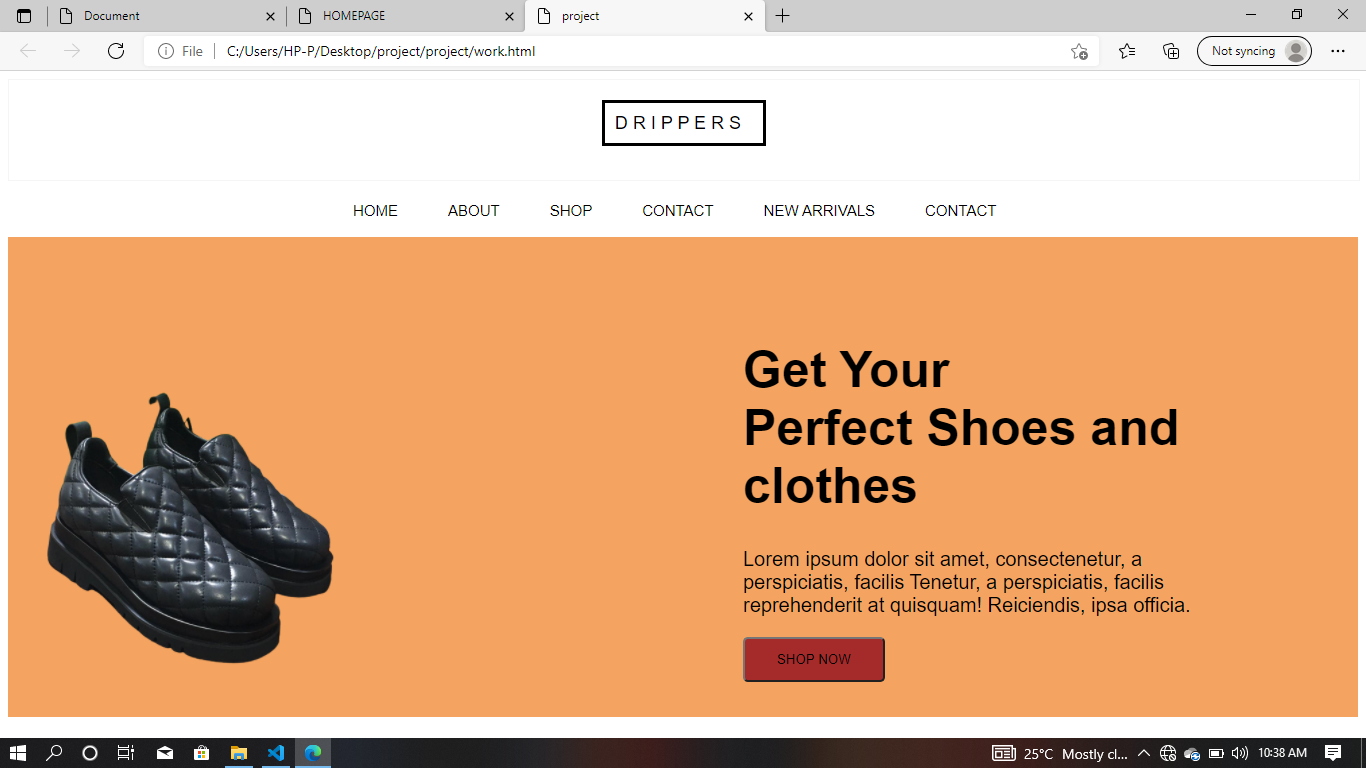 Document
HOMEPAGE
project
File
C:/Users/HP-P/Desktop/project/project/work.html
Not syncing
DRIPPERS
HOME ABOUT SHOP CONTACT NEW ARRIVALS CONTACT
Get Your
Perfect Shoes and
clothes
Lorem ipsum dolor sit amet, consectenetur, a
perspiciatis, facilis Tenetur, a perspiciatis, facilis
reprehenderit at quisquam! Reiciendis, ipsa officia.
SHOP NOW
25°C Mostly cl...
10:38 AM